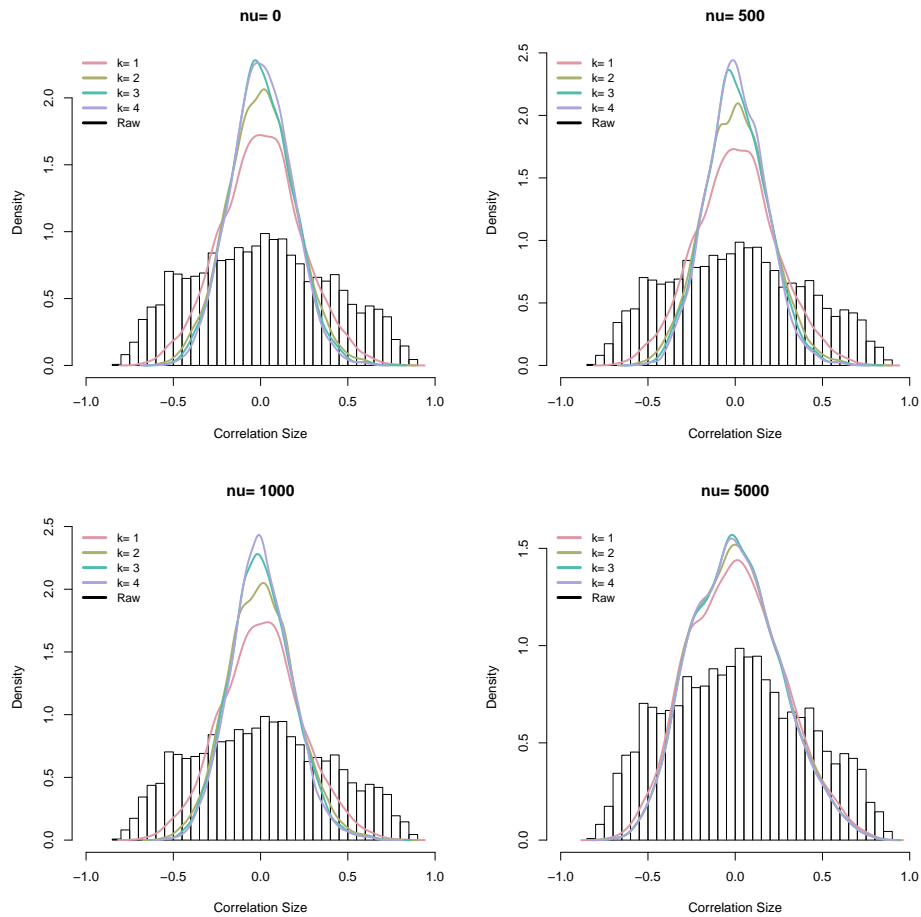 nu= 0
k= 1
k= 2
k= 3
k= 4
Raw
Density
0.0 0.5 1.0 1.5 2.0
−1.0 −0.5 0.0 0.5 1.0
Correlation Size
nu= 500
k= 1
k= 2
k= 3
k= 4
Raw
Density
0.0 0.5 1.0 1.5 2.0 2.5
−1.0 −0.5 0.0 0.5 1.0
Correlation Size
nu= 1000
k= 1
k= 2
k= 3
k= 4
Raw
Density
0.0 0.5 1.0 1.5 2.0 2.5
−1.0 −0.5 0.0 0.5 1.0
Correlation Size
nu= 5000
k= 1
k= 2
k= 3
k= 4
Raw
Density
0.0 0.5 1.0 1.5
−1.0 −0.5 0.0 0.5 1.0
Correlation Size